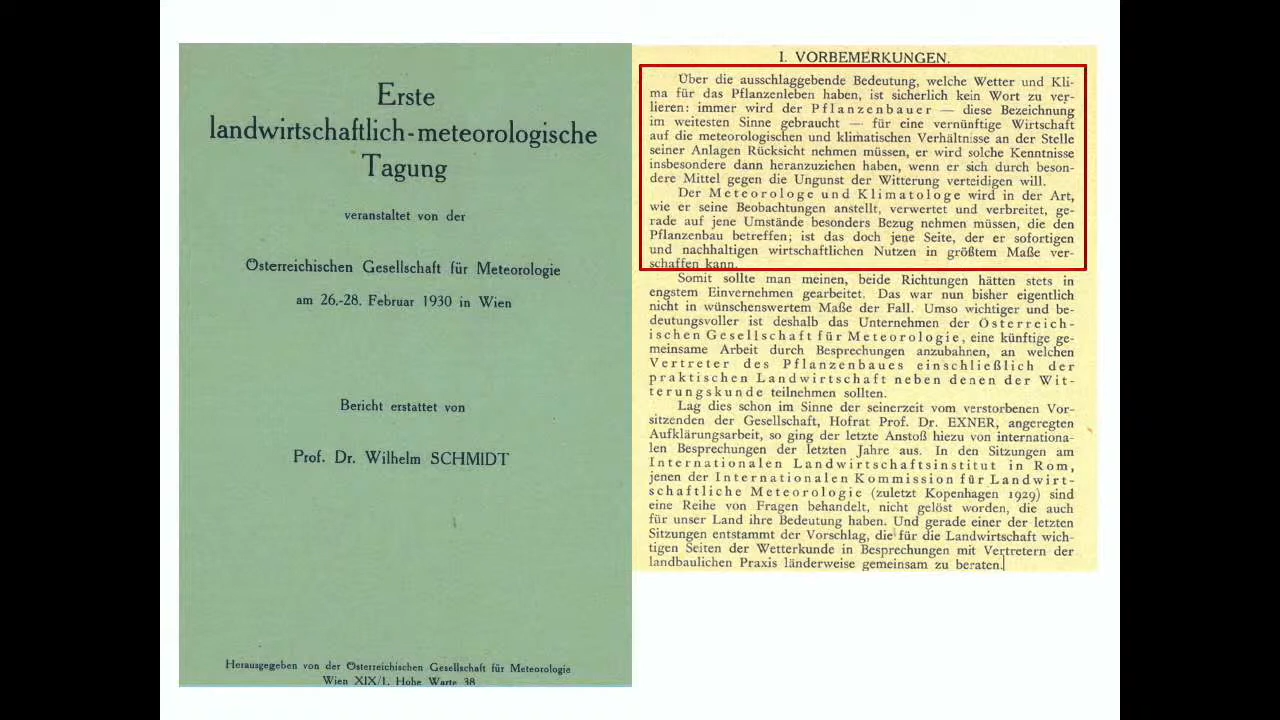 Erste
landwirtschaftlich-meteorologische
Tagung
veranstaltet von der
Österreichischen Gesellschaft für Meteorologie
am 26.-28. Februar 1930 in Wien
Bericht erstattet von
Prof. Dr. Wilhelm SCHMIDT
Herausgegeben von der Österreichischen Gesellschaft für Meteorologie
Wien XIX/1, Hohe Warte 38
I. VORBEMERKUNGEN.
Über die ausschlaggebende Bedeutung, welche Wetter und Kli-
ma für das Pflanzenleben haben, ist sicherlich kein Wort zu ver-
lieren: immer wird der Pflanzenbauer — diese Bezeichnung
im weitesten Sinne gebraucht — für eine vernünftige Wirtschaft
auf die meteorologischen und klimatischen Verhältnisse an der Stelle
seiner Anlagen Rücksicht nehmen müssen, er wird solche Kenntnisse
insbesondere dann heranzuziehen haben, wenn er sich durch beson-
dere Mittel gegen die Ungunst der Witterung verteidigen will.
Der Meteorologe und Klimatologe wird in der Art,
wie er seine Beobachtungen anstellt, verwertet und verbreitet, ge-
rade auf jene Umstände besonders Bezug nehmen müssen, die den
Pflanzenbau betreffen; ist das doch jene Seite, der er sofortigen
und nachhaltigen wirtschaftlichen Nutzen in größtem Maße ver-
schaffen kann.
Somit sollte man meinen, beide Richtungen hätten stets in
engstem Einvernehmen gearbeitet. Das war nun bisher eigentlich
nicht in wünschenswertem Maße der Fall. Umso wichtiger und be-
deutungsvoller ist deshalb das Unternehmen der Österreich-
ischen Gesellschaft für Meteorologie, eine künftige ge-
meinsame Arbeit durch Besprechungen anzubahnen, an welchen
Vertreter des Pflanzenbaues einschließlich der
praktischen Landwirtschaft neben denen der Wit-
terungskunde teilnehmen sollten.
Lag dies schon im Sinne der seinerzeit vom verstorbenen Vor-
sitzenden der Gesellschaft, Hofrat Prof. Dr. EXNER, angeregten
Aufklärungsarbeit, so ging der letzte Anstoß hiezu von internationa-
len Besprechungen der letzten Jahre aus. In den Sitzungen am
Internationalen Landwirtschaftsinstitut in Rom,
jenen der Internationalen Kommission für Landwirt-
schaftliche Meteorologie (zuletzt Kopenhagen 1929) sind
eine Reihe von Fragen behandelt, nicht gelöst worden, die auch
für unser Land ihre Bedeutung haben. Und gerade einer der letzten
Sitzungen entstammt der Vorschlag, die für die Landwirtschaft wich-
tigen Seiten der Wetterkunde in Besprechungen mit Vertretern der
landbaulichen Praxis länderweise gemeinsam zu beraten.